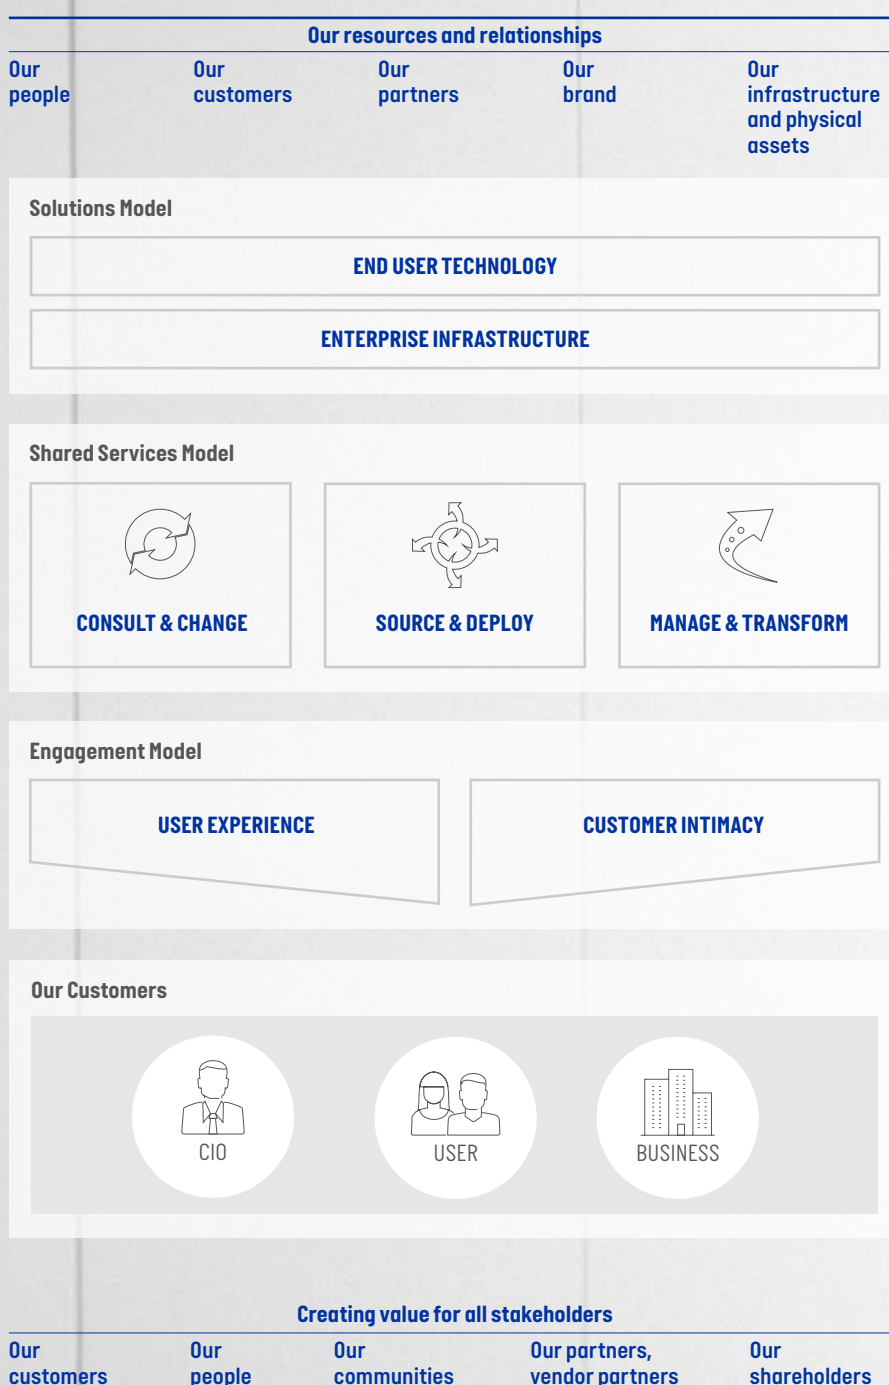 Our resources and relationships
Our
people
Our
customers
Our
partners
Our
brand
Our
infrastructure
and physical
assets
Solutions Model
END USER TECHNOLOGY
ENTERPRISE INFRASTRUCTURE
Shared Services Model
CONSULT & CHANGE
SOURCE & DEPLOY
MANAGE & TRANSFORM
Engagement Model
USER EXPERIENCE
CUSTOMER INTIMACY
Our Customers
CIO
USER
BUSINESS
Creating value for all stakeholders
Our
customers
Our
people
Our
communities
Our partners,
vendor partners
Our
shareholders